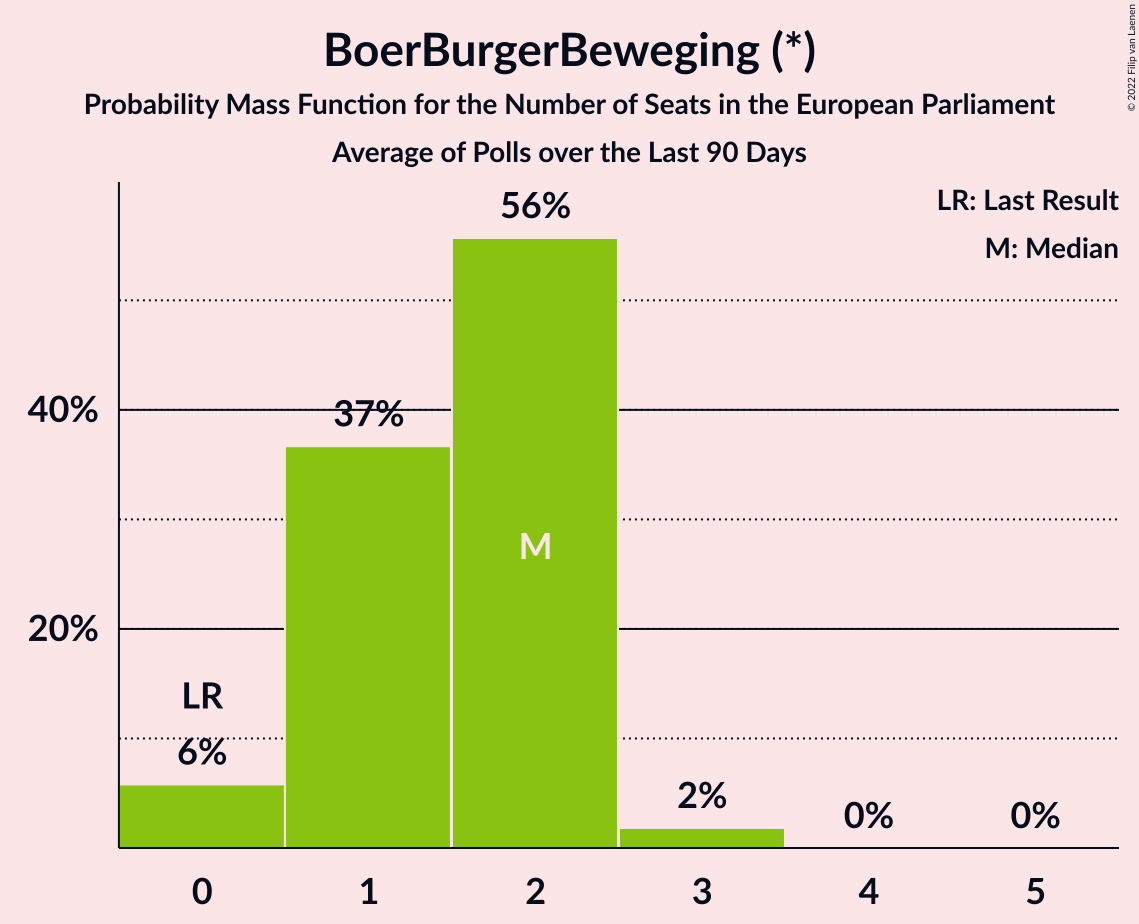 BoerBurgerBeweging (*)
Probability Mass Function for the Number of Seats in the European Parliament
Average of Polls over the Last 90 Days
© 2022 Filip van Laenen
LR: Last Result
M: Median
56%
40%
37%
M
20%
LR
6%
2%
0%
0%
0 1 2 3 4 5